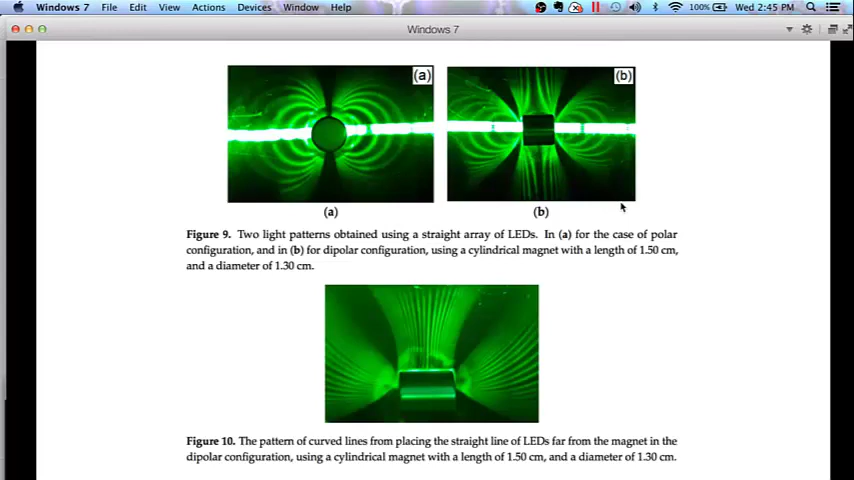 Windows 7 File Edit View Actions Devices Window Help 100% Wed 2:45 PM
Windows 7
(a) (b)
(a) (b)
Figure 9. Two light patterns obtained using a straight array of LEDs. In (a) for the case of polar
configuration, and in (b) for dipolar configuration, using a cylindrical magnet with a length of 1.50 cm,
and a diameter of 1.30 cm.
Figure 10. The pattern of curved lines from placing the straight line of LEDs far from the magnet in the
dipolar configuration, using a cylindrical magnet with a length of 1.50 cm, and a diameter of 1.30 cm.